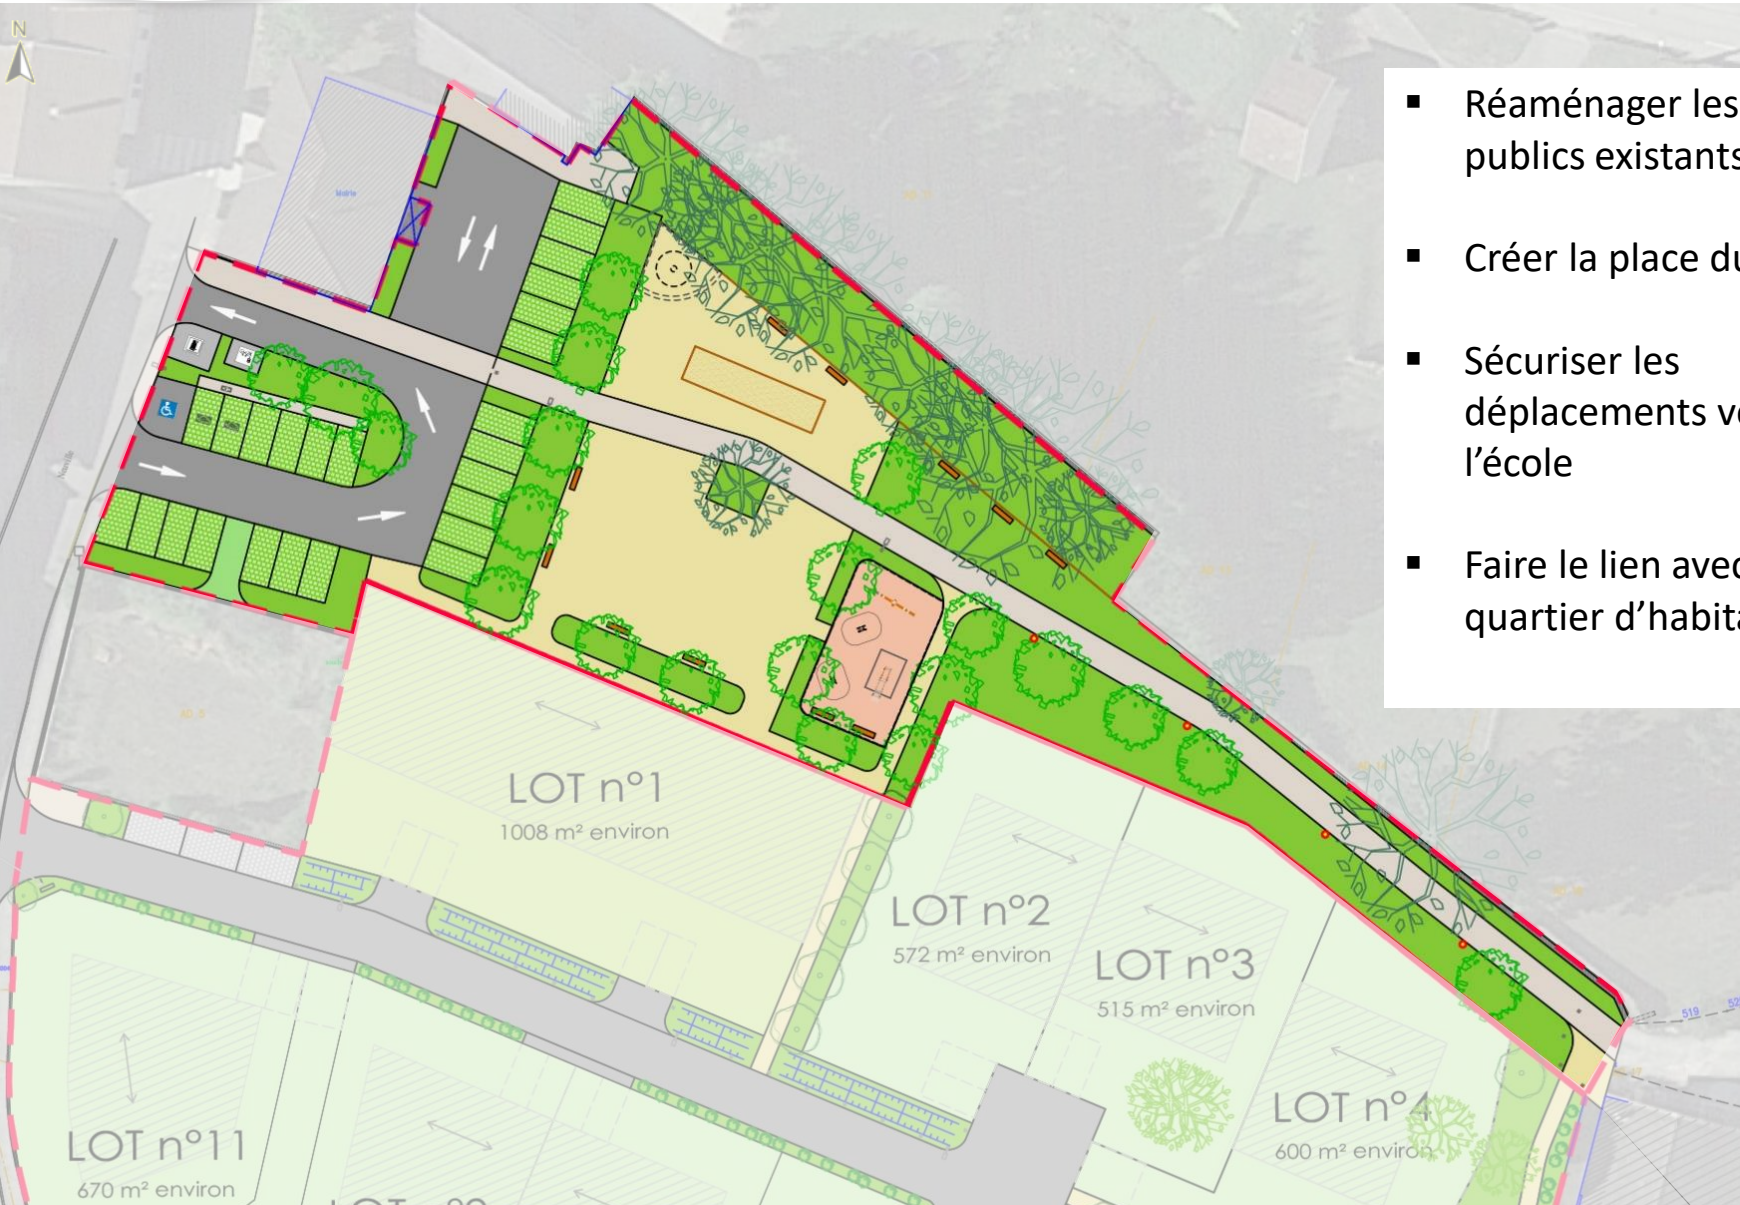 N
Mairie
Réaménager les
publics existants
Créer la place du
Sécuriser les
déplacements
l'école
Faire le lien avec
quartier
LOT n°1
1008 m² environ
LOT n°2
572 m² environ
LOT n°3
515 m² environ
LOT n°4
600 m² environ
LOT n°11
670 m² environ
519